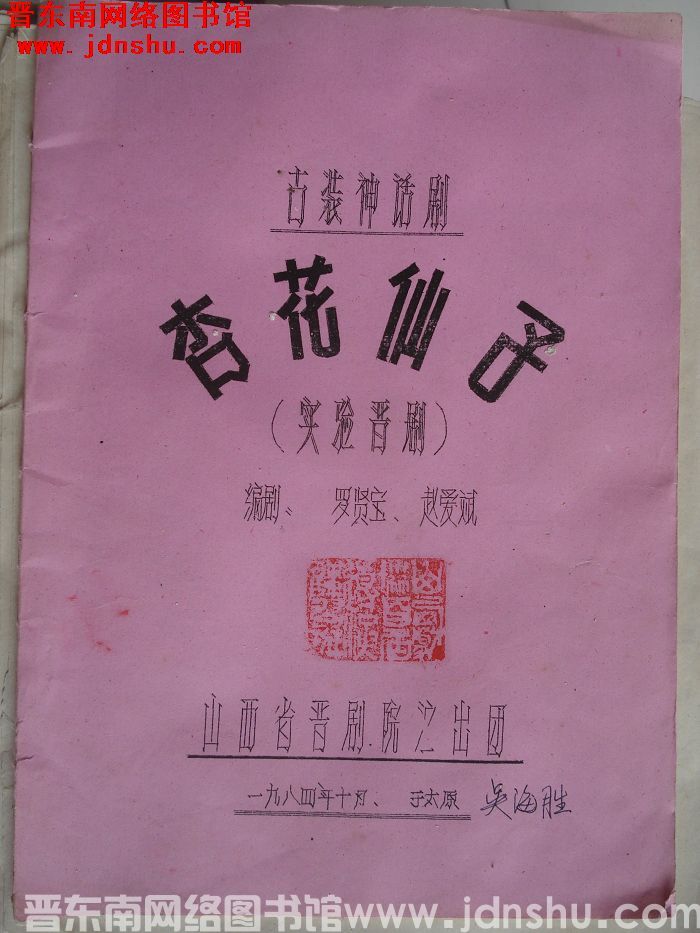 晋东南网络图书馆
www.jdnshu.com
古装神话剧
杏花仙子
（实验晋剧）
编剧：罗贤宝、赵爱斌
山西省晋剧院演出团
一九八四年十月、于太原 吴海胜
晋东南网络图书馆www.jdnshu.com